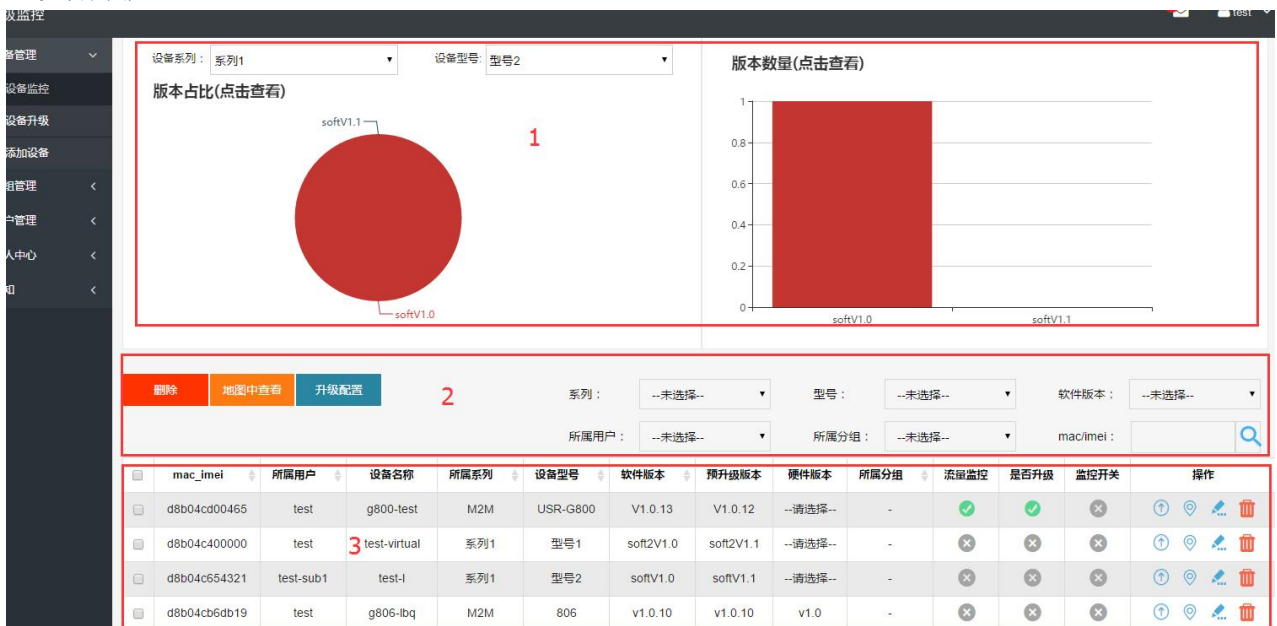 级监控
test
备管理
设备监控
设备升级
添加设备
组管理
户管理
人中心
知
设备系列： 系列1 设备型号: 型号2
版本占比(点击查看)
softV1.1
softV1.0
1
版本数量(点击查看)
1
0.8
0.6
0.4
0.2
0
softV1.0 softV1.1
删除 地图中查看 升级配置 2 系列： --未选择-- 型号： --未选择-- 软件版本： --未选择--
所属用户： --未选择-- 所属分组： --未选择-- mac/imei：
mac_imei 所属用户 设备名称 所属系列 设备型号 软件版本 预升级版本 硬件版本 所属分组 流量监控 是否升级 监控开关 操作
d8b04cd00465 test g800-test M2M USR-G800 V1.0.13 V1.0.12 --请选择-- -
d8b04c400000 test 3 test-virtual 系列1 型号1 soft2V1.0 soft2V1.1 --请选择-- -
d8b04c654321 test-sub1 test-l 系列1 型号2 softV1.0 softV1.1 --请选择-- -
d8b04cb6db19 test g806-lbq M2M 806 v1.0.10 v1.0.10 v1.0 -